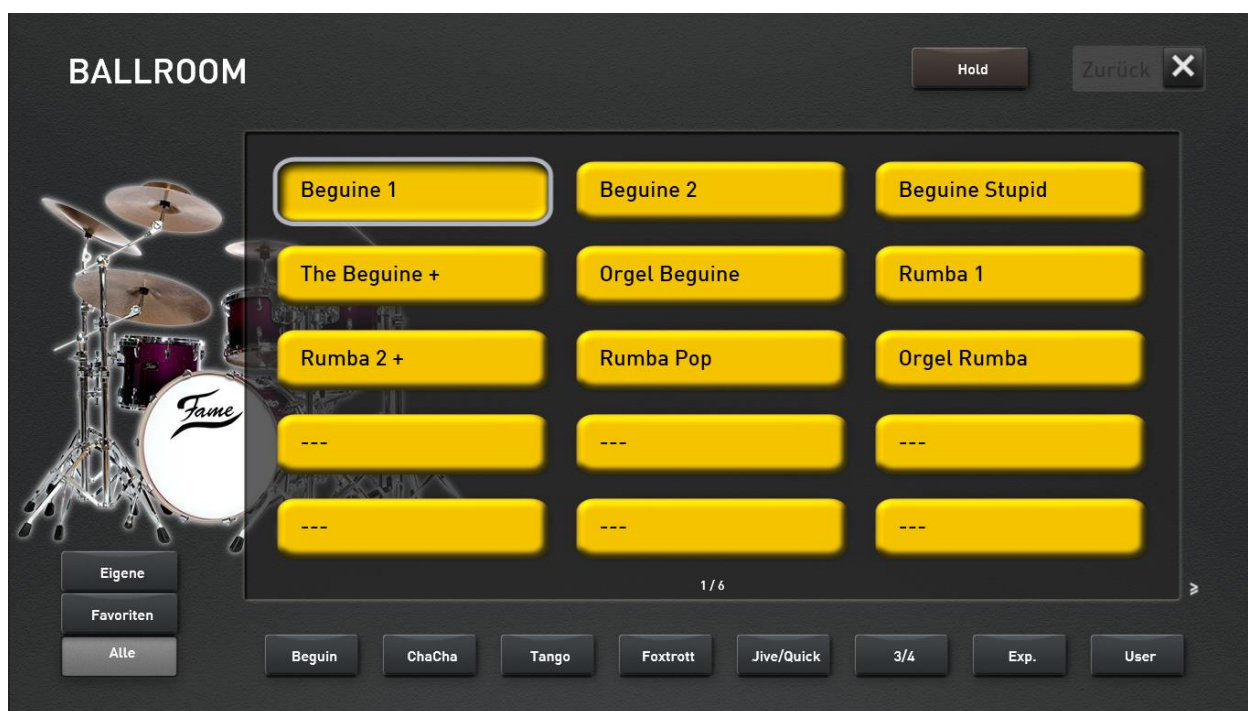 BALLROOM
Hold
Zurück
Beguine 1
Beguine 2
Beguine Stupid
The Beguine +
Orgel Beguine
Rumba 1
Rumba 2 +
Rumba Pop
Orgel Rumba
Fame
---
---
---
---
---
---
Eigene
1 / 6
Favoriten
Alle
Beguin
ChaCha
Tango
Foxtrott
Jive/Quick
3/4
Exp.
User